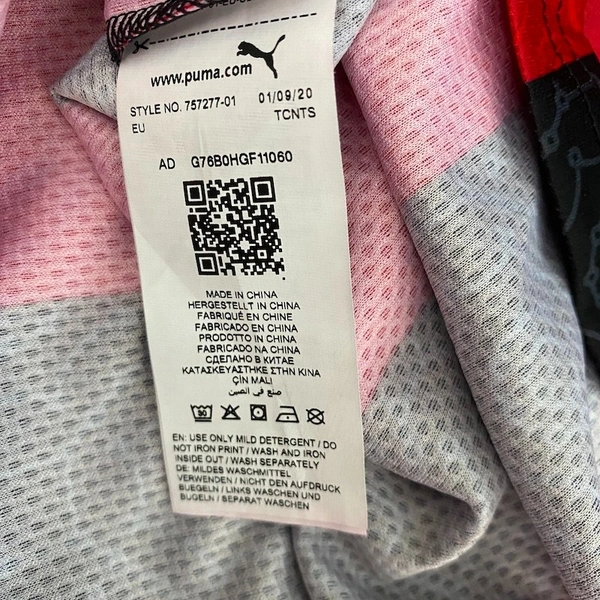 www.puma.com
STYLE NO. 757277-01 01/09/20
EU TCNTS
AD G76B0HGF11060
MADE IN CHINA
HERGESTELLT IN CHINA
FABRIQUÉ EN CHINE
FABRICADO EN CHINA
PRODOTTO IN CHINA
FABRICADO NA CHINA
СДЕЛАНО В КИТАЕ
ΚΑΤΑΣΚΕΥΑΣΤΗΚΕ ΣΤΗΝ ΚΙΝΑ
ÇİN MALI
صنع في الصين
30
EN: USE ONLY MILD DETERGENT / DO
NOT IRON PRINT / WASH AND IRON
INSIDE OUT / WASH SEPARATELY
DE: MILDES WASCHMITTEL
VERWENDEN / NICHT DEN AUFDRUCK
BUEGELN / LINKS WASCHEN UND
BUGELN / SEPARAT WASCHEN